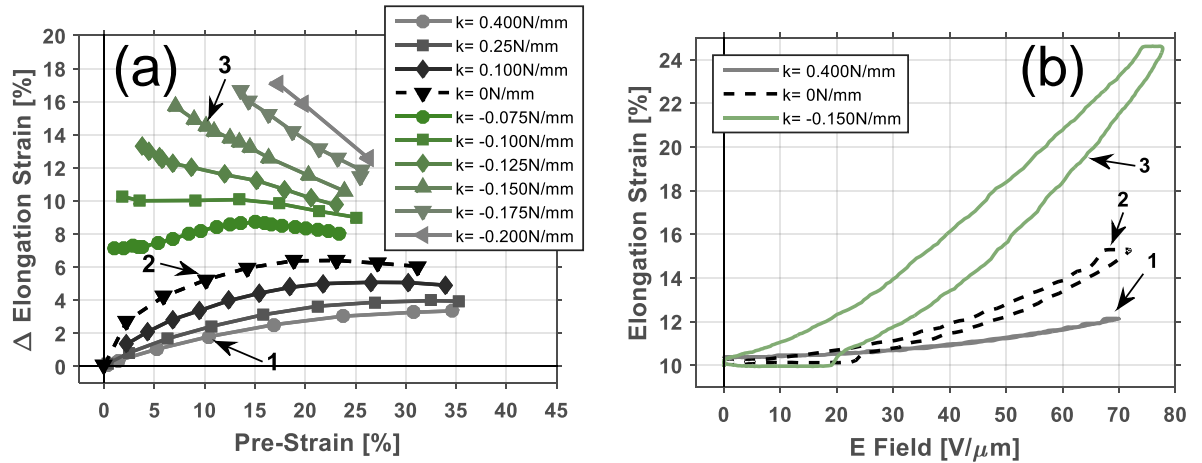 (a)
Δ Elongation Strain [%]
20
18
16
14
12
10
8
6
4
2
0
0 5 10 15 20 25 30 35 40 45
Pre-Strain [%]
3
2
1
k= 0.400N/mm
k= 0.25N/mm
k= 0.100N/mm
k= 0N/mm
k= -0.075N/mm
k= -0.100N/mm
k= -0.125N/mm
k= -0.150N/mm
k= -0.175N/mm
k= -0.200N/mm
(b)
Elongation Strain [%]
24
22
20
18
16
14
12
10
0 10 20 30 40 50 60 70 80
E Field [V/μm]
k= 0.400N/mm
k= 0N/mm
k= -0.150N/mm
3
2
1